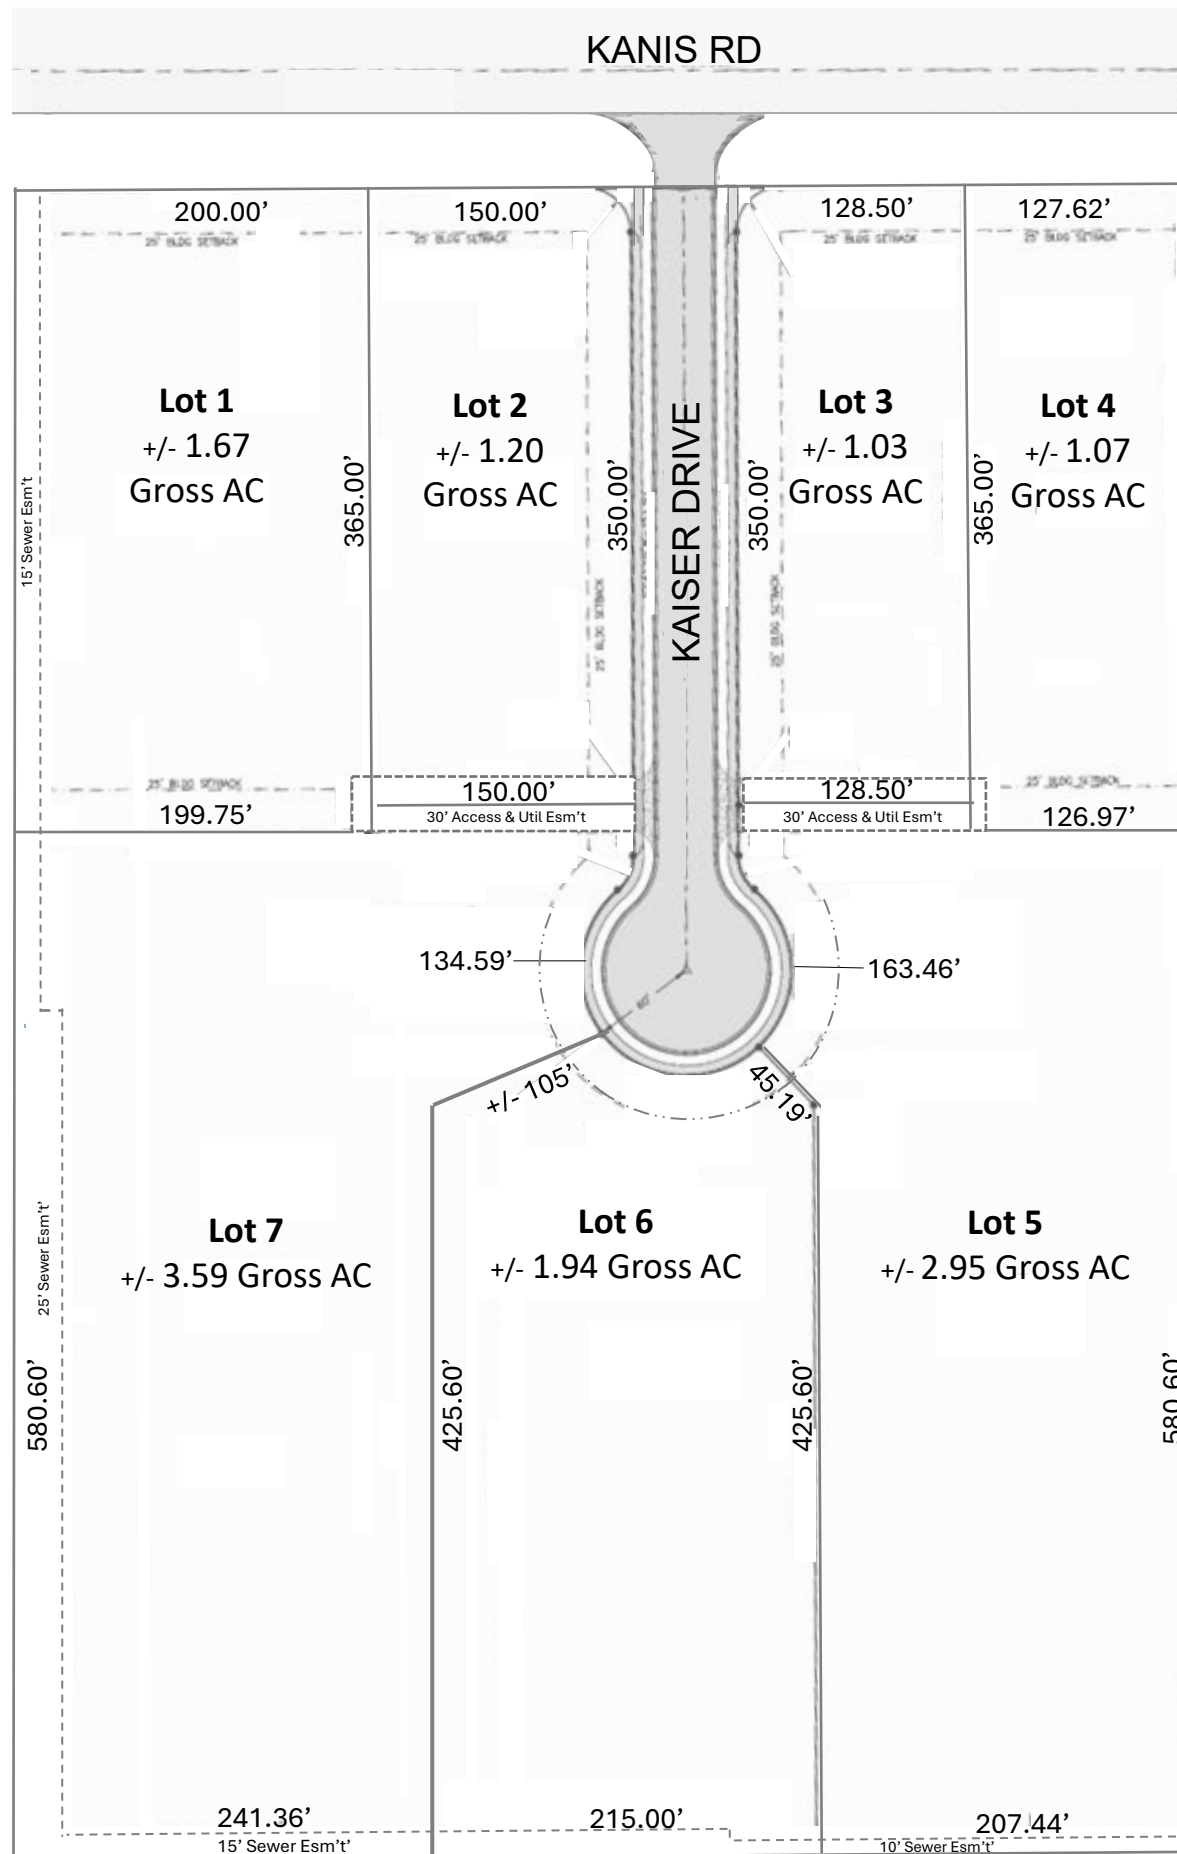 KANIS RD
200.00’
150.00’
128.50’
127.62’
25' BLDG SETBACK
25' BLDG SETBACK
25' BLDG SETBACK
25' BLDG SETBACK
Lot 1
+/- 1.67
Gross AC
Lot 2
+/- 1.20
Gross AC
Lot 3
+/- 1.03
Gross AC
Lot 4
+/- 1.07
Gross AC
15’ Sewer Esm’t
365.00’
350.00’
KAISER DRIVE
350.00’
365.00’
25' BLDG SETBACK
25' BLDG SETBACK
25' BLDG SETBACK
25' BLDG SETBACK
199.75’
150.00’
30’ Access & Util Esm’t
128.50’
30’ Access & Util Esm’t
126.97’
134.59’
163.46’
60'
+/- 105’
45.19’
Lot 7
+/- 3.59 Gross AC
Lot 6
+/- 1.94 Gross AC
Lot 5
+/- 2.95 Gross AC
25’ Sewer Esm’t’
580.60’
425.60’
425.60’
580.60’
241.36’
215.00’
207.44’
15’ Sewer Esm’t’
10’ Sewer Esm’t’